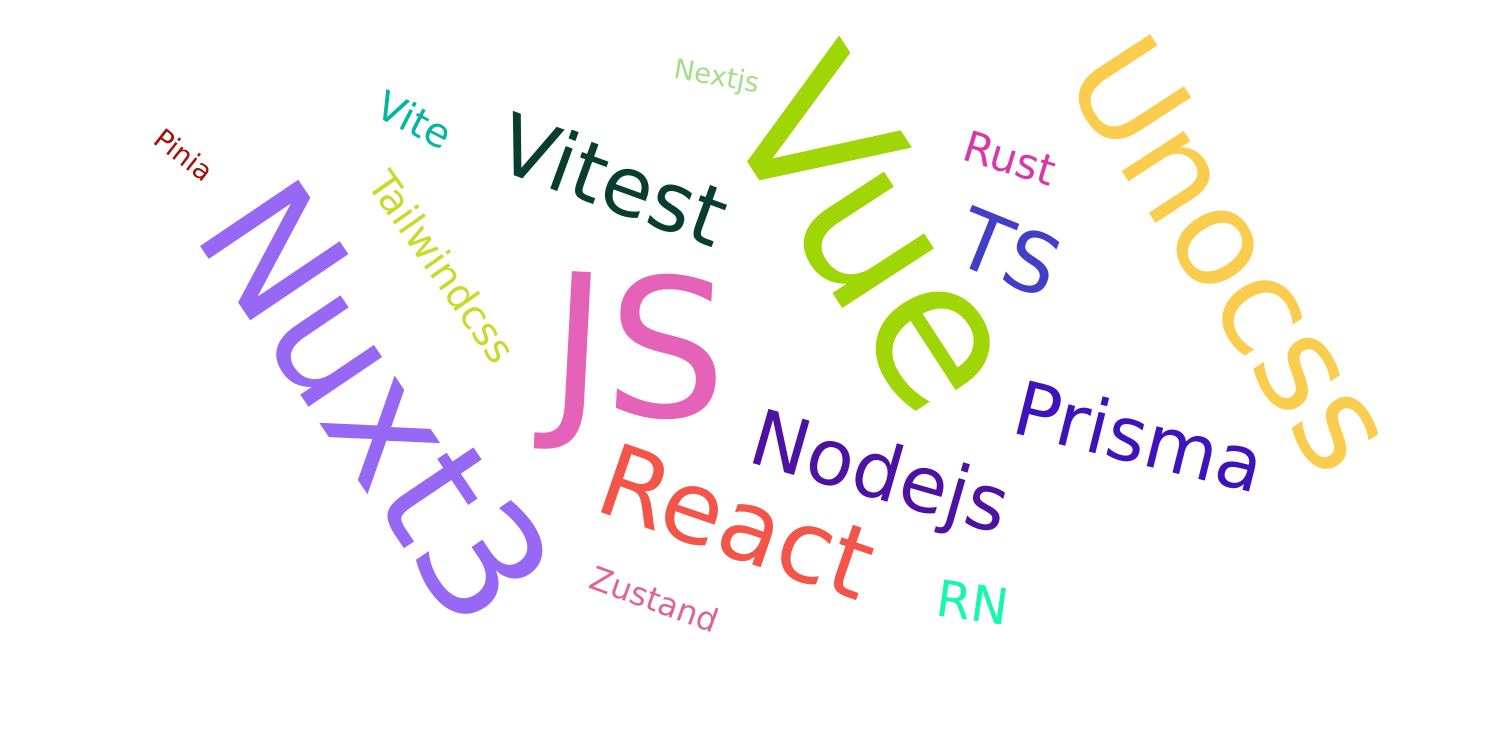 Nextjs
Vue
Unocss
Vite
Vitest
Pinia
Rust
Tailwindcss
Nuxt3
TS
JS
Prisma
Nodejs
React
Zustand
RN